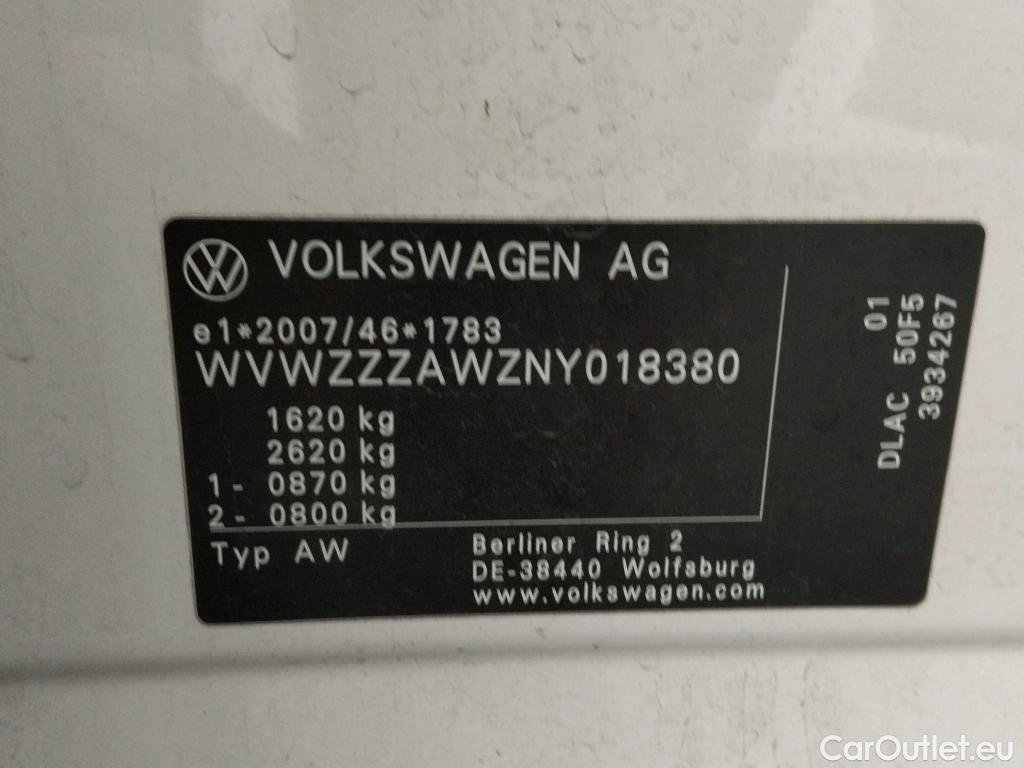 VOLKSWAGEN AG
e1*2007/46*1783
WVWZZZAWZNY018380
1620 kg
2620 kg
1- 0870 kg
2- 0800 kg
Typ AW
Berliner Ring 2
DE-38440 Wolfsburg
www.volkswagen.com
01
DLAC 50F5
3934267
CarOutlet.eu